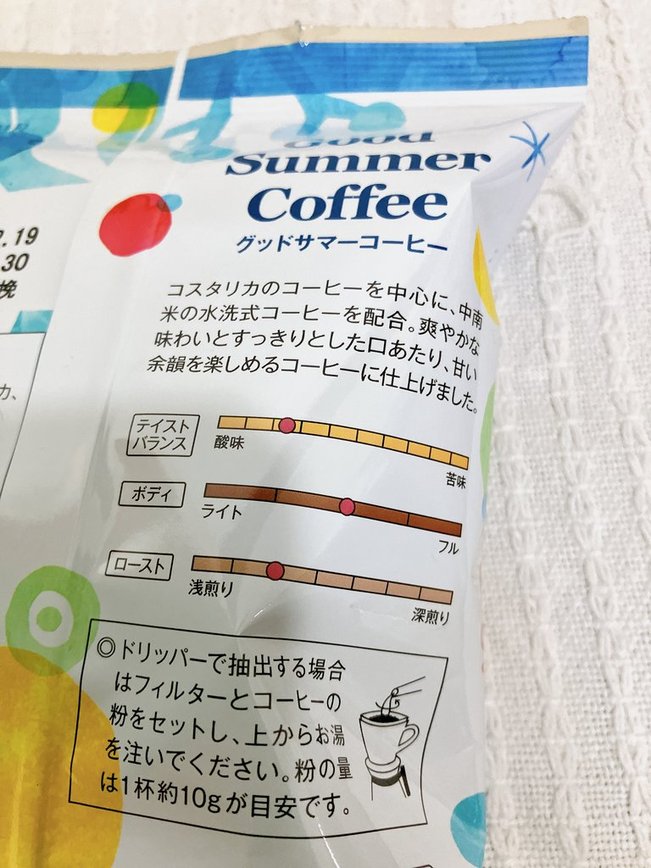 Good
Summer
Coffee
グッドサマーコーヒー
.19
30
挽
コスタリカのコーヒーを中心に、中南
米の水洗式コーヒーを配合。爽やかな
味わいとすっきりとした口あたり、甘い
余韻を楽しめるコーヒーに仕上げました。
カ、
テイスト
バランス
酸味
苦味
ボディ
ライト
フル
ロースト
浅煎り
深煎り
◎ドリッパーで抽出する場合
はフィルターとコーヒーの
粉をセットし、上からお湯
を注いでください。粉の量
は1杯約10gが目安です。